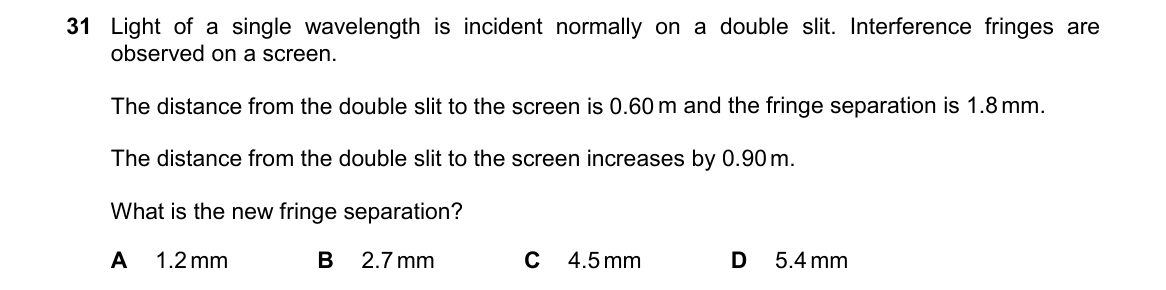 31 Light of a single wavelength is incident normally on a double slit. Interference fringes are
observed on a screen.
The distance from the double slit to the screen is 0.60 m and the fringe separation is 1.8 mm.
The distance from the double slit to the screen increases by 0.90 m.
What is the new fringe separation?
A 1.2 mm B 2.7 mm C 4.5 mm D 5.4 mm